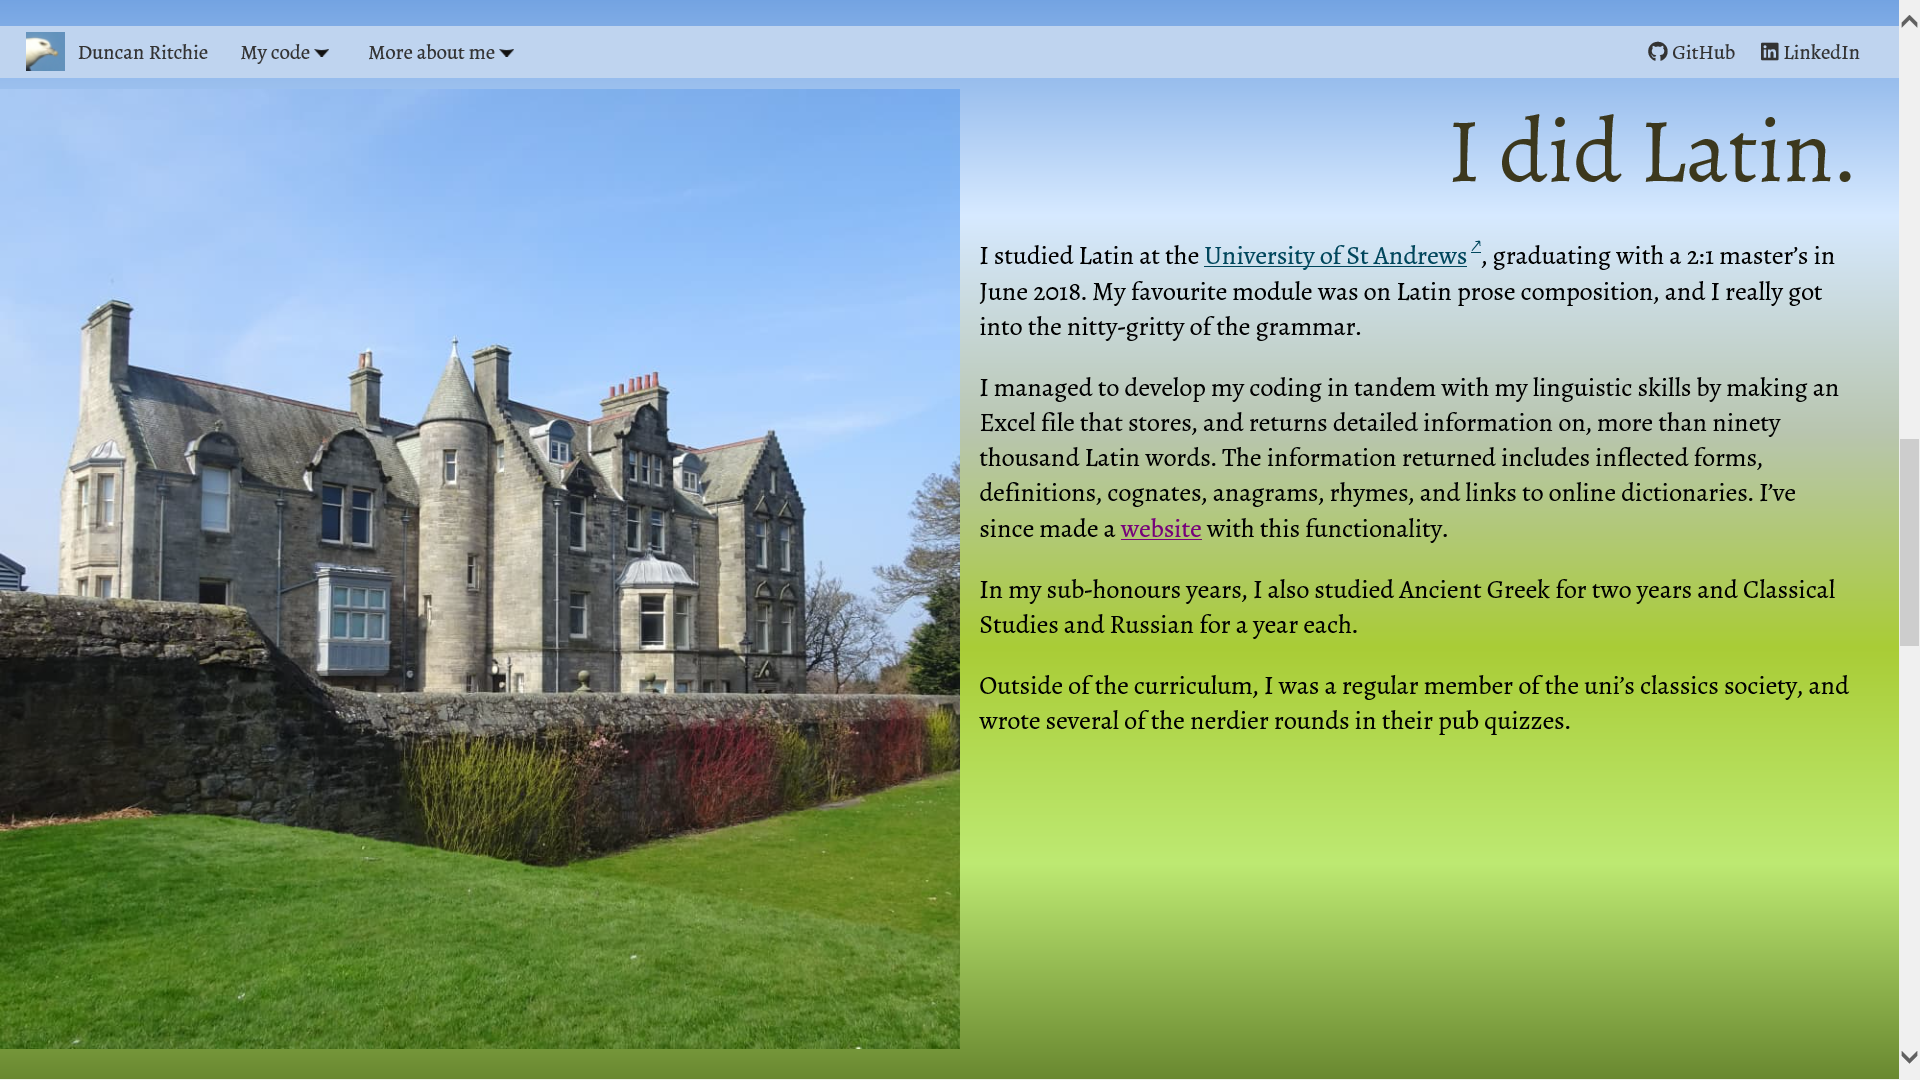 Duncan Ritchie My code More about me GitHub LinkedIn
I did Latin.
I studied Latin at the University of St Andrews↗, graduating with a 2:1 master’s in
June 2018. My favourite module was on Latin prose composition, and I really got
into the nitty-gritty of the grammar.
I managed to develop my coding in tandem with my linguistic skills by making an
Excel file that stores, and returns detailed information on, more than ninety
thousand Latin words. The information returned includes inflected forms,
definitions, cognates, anagrams, rhymes, and links to online dictionaries. I’ve
since made a website with this functionality.
In my sub-honours years, I also studied Ancient Greek for two years and Classical
Studies and Russian for a year each.
Outside of the curriculum, I was a regular member of the uni’s classics society, and
wrote several of the nerdier rounds in their pub quizzes.